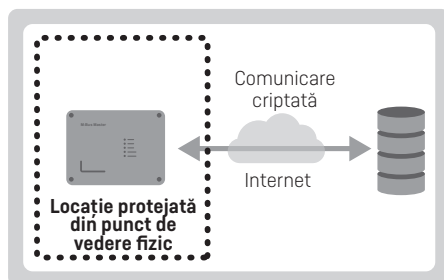 Comunicare
criptată
Internet
Locație protejată
din punct de
vedere fizic